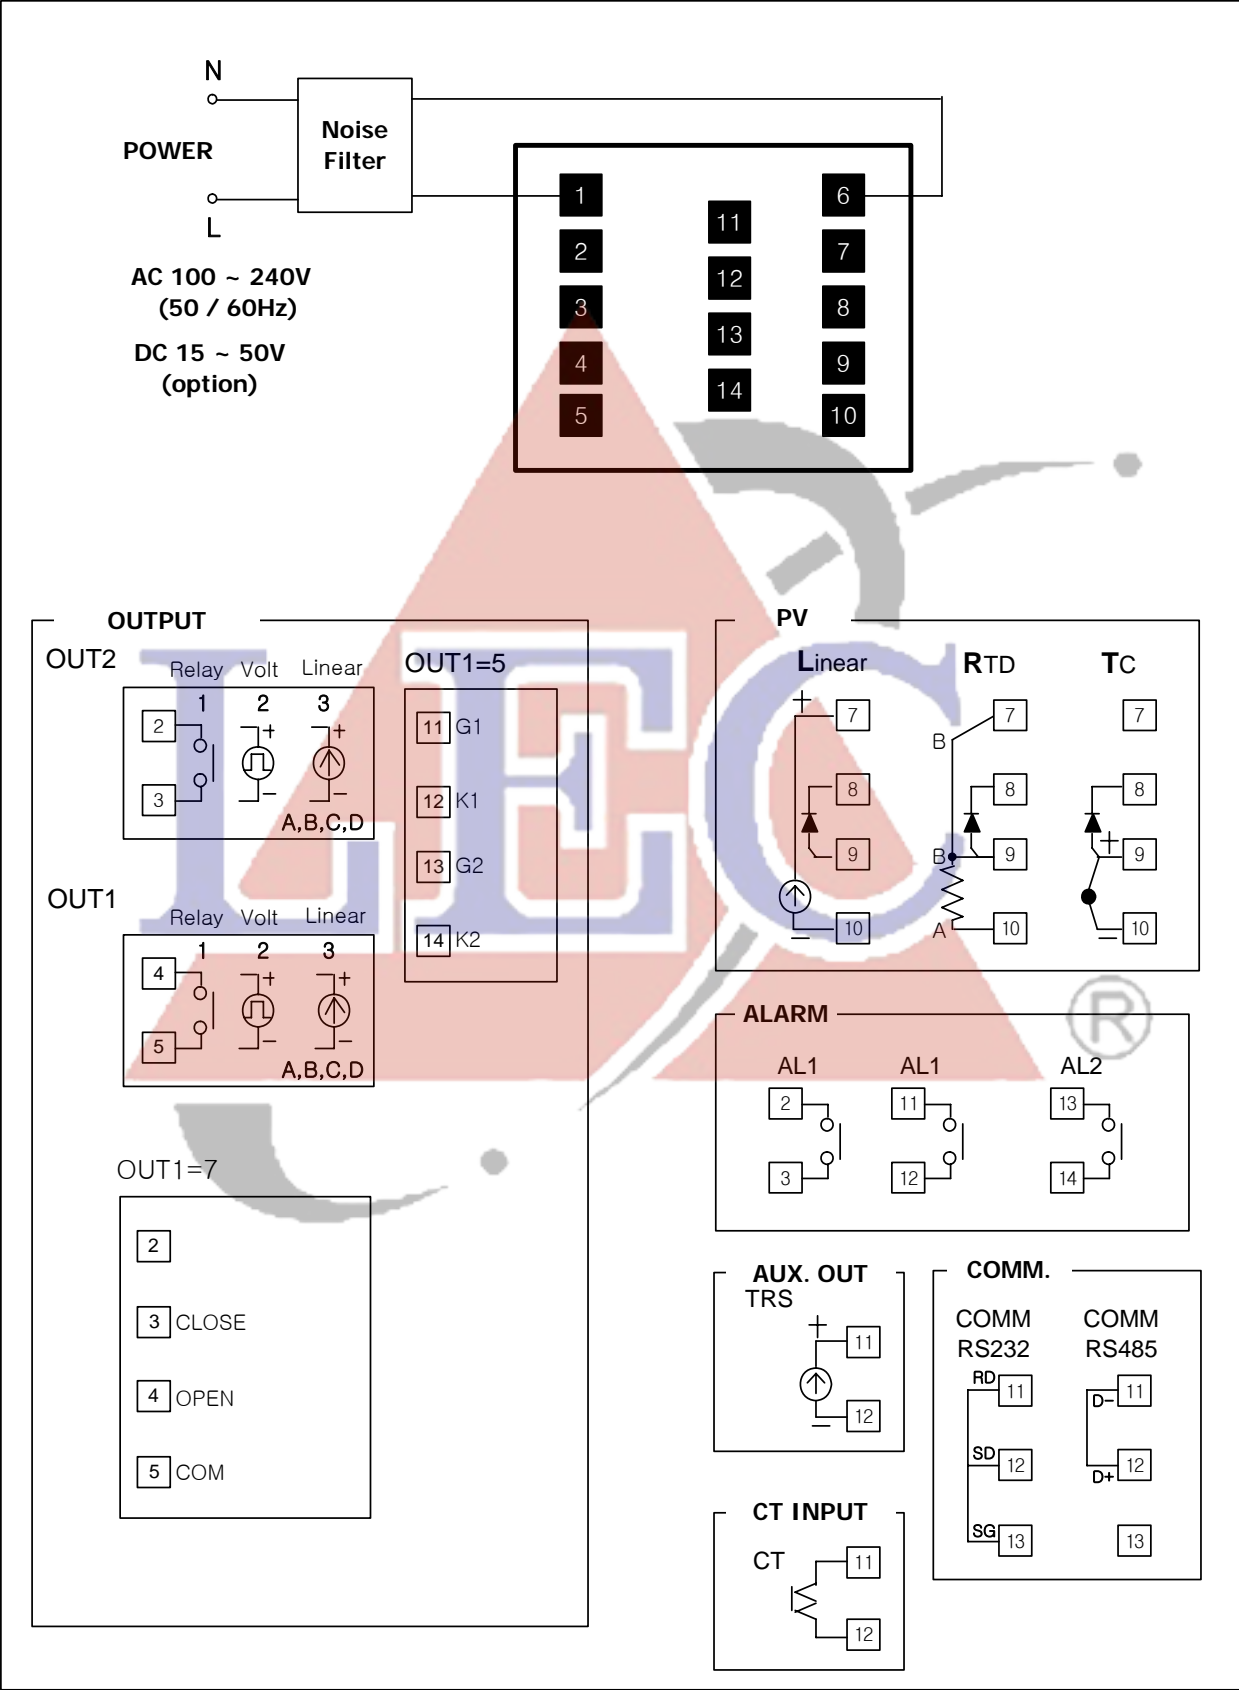 N
POWER
Noise
Filter
L
AC 100 ~ 240V
(50 / 60Hz)
DC 15 ~ 50V
(option)
1
2
3
4
5
11
12
13
14
6
7
8
9
10
OUTPUT
OUT2
Relay Volt Linear
1 2 3
2
3
+
−
+
−
A,B,C,D
OUT1=5
11 G1
12 K1
13 G2
14 K2
OUT1
Relay Volt Linear
1 2 3
4
5
+
−
+
−
A,B,C,D
OUT1=7
2
3 CLOSE
4 OPEN
5 COM
PV
Linear
+
7
8
9
10
−
RTD
B
7
8
B
9
A
10
TC
7
8
+
9
−
10
ALARM
AL1
2
3
AL1
11
12
AL2
13
14
AUX. OUT
TRS
+
11
12
−
COMM.
COMM
RS232
RD 11
SD 12
SG 13
COMM
RS485
D− 11
D+ 12
13
CT INPUT
CT
11
12
LEC
®